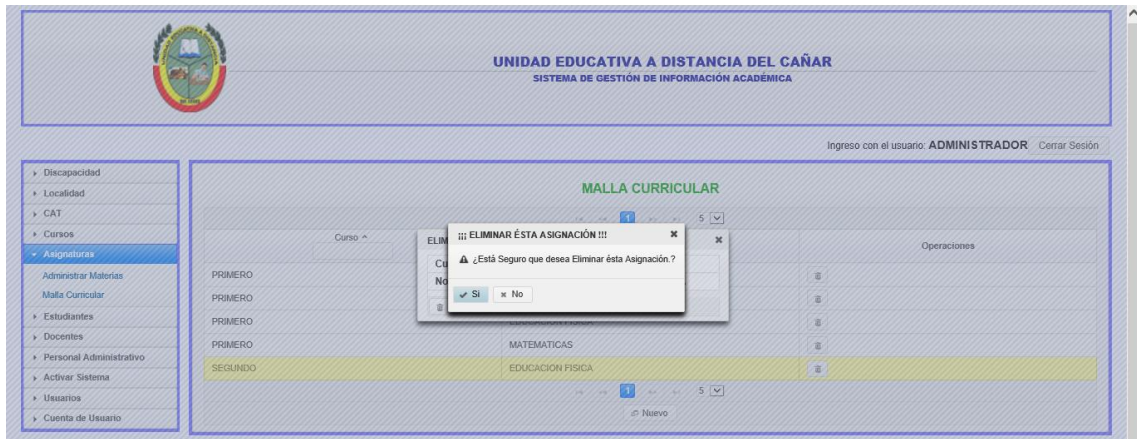 UNIDAD EDUCATIVA A DISTANCIA DEL CAÑAR
SISTEMA DE GESTIÓN DE INFORMACIÓN ACADÉMICA
Ingreso con el usuario: ADMINISTRADOR Cerrar Sesión
Discapacidad
Localidad
CAT
Cursos
Asignaturas
Administrar Materias
Malla Curricular
Estudiantes
Docentes
Personal Administrativo
Activar Sistema
Usuarios
Cuenta de Usuario
MALLA CURRICULAR
1 5
Curso
Operaciones
ELIM
Cu
No
¡¡¡ ELIMINAR ÉSTA ASIGNACIÓN !!!
¿Está Seguro que desea Eliminar ésta Asignación.?
Si No
PRIMERO
PRIMERO
PRIMERO EDUCACION FISICA
PRIMERO MATEMATICAS
SEGUNDO EDUCACION FISICA
1 5
Nuevo